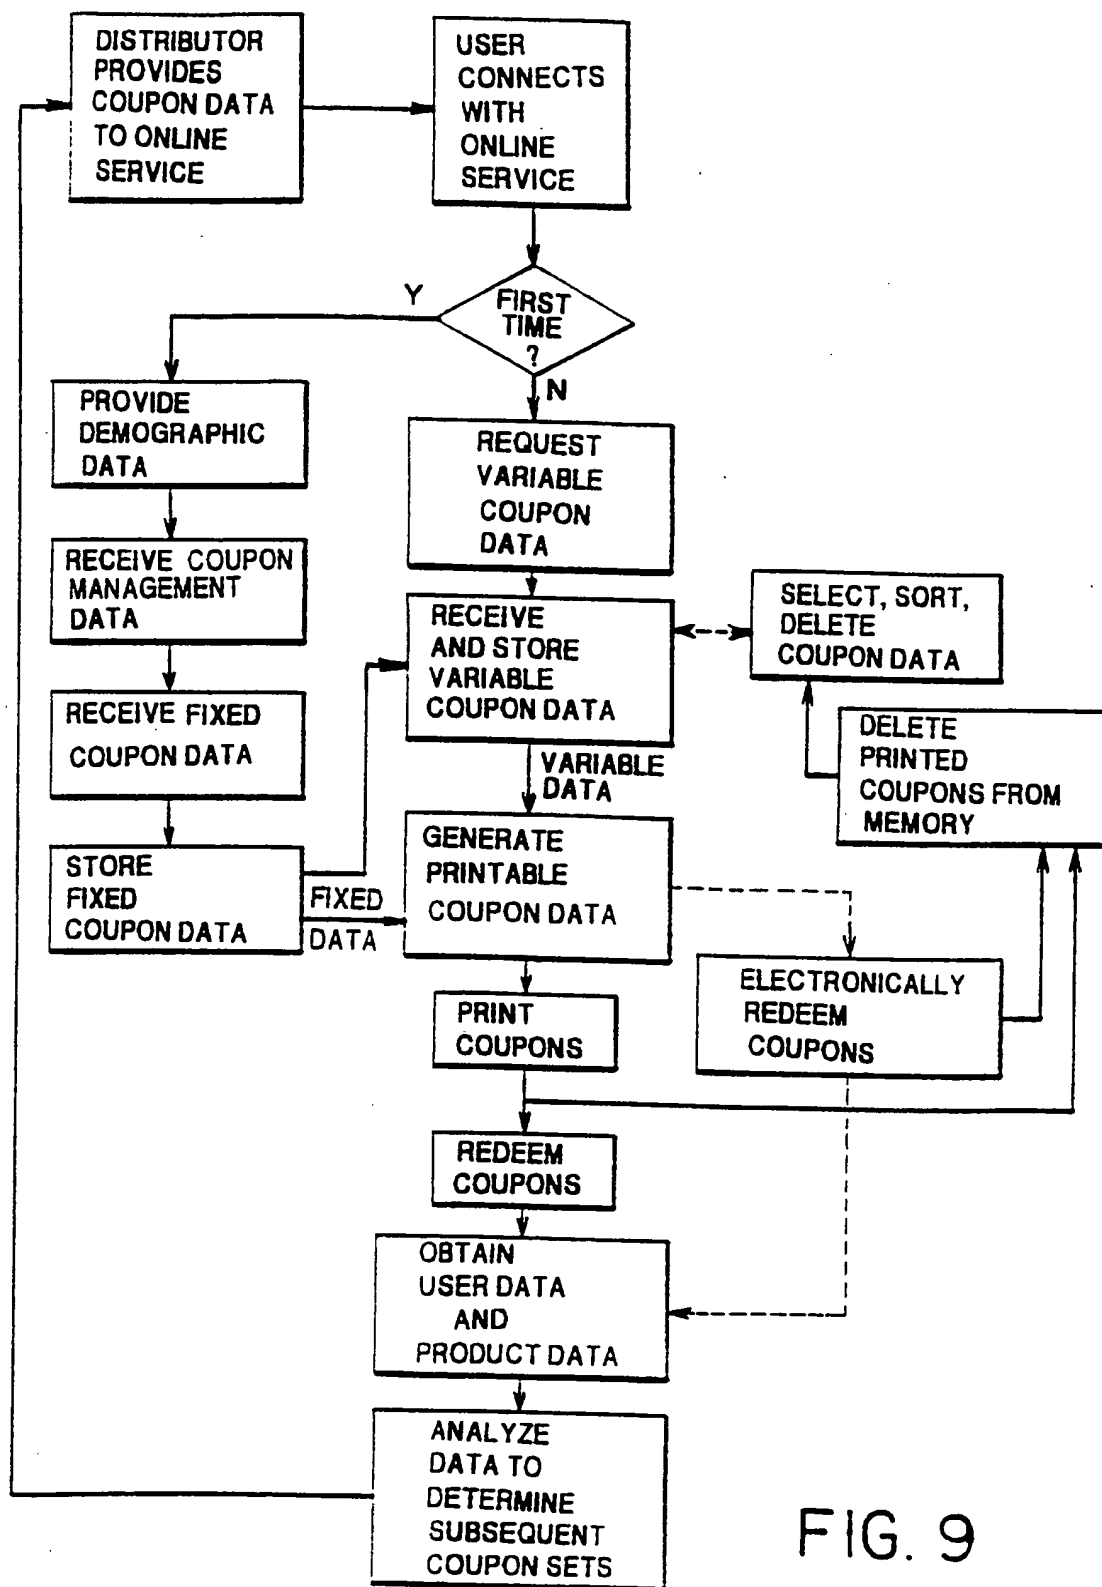 DISTRIBUTOR
PROVIDES
COUPON DATA
TO ONLINE
SERVICE
USER
CONNECTS
WITH
ONLINE
SERVICE
FIRST
TIME
?
Y
N
PROVIDE
DEMOGRAPHIC
DATA
REQUEST
VARIABLE
COUPON
DATA
RECEIVE COUPON
MANAGEMENT
DATA
RECEIVE
AND STORE
VARIABLE
COUPON DATA
SELECT, SORT,
DELETE
COUPON DATA
RECEIVE FIXED
COUPON DATA
VARIABLE
DATA
DELETE
PRINTED
COUPONS FROM
MEMORY
STORE
FIXED
COUPON DATA
FIXED
DATA
GENERATE
PRINTABLE
COUPON DATA
ELECTRONICALLY
REDEEM
COUPONS
PRINT
COUPONS
REDEEM
COUPONS
OBTAIN
USER DATA
AND
PRODUCT DATA
ANALYZE
DATA TO
DETERMINE
SUBSEQUENT
COUPON SETS
FIG. 9